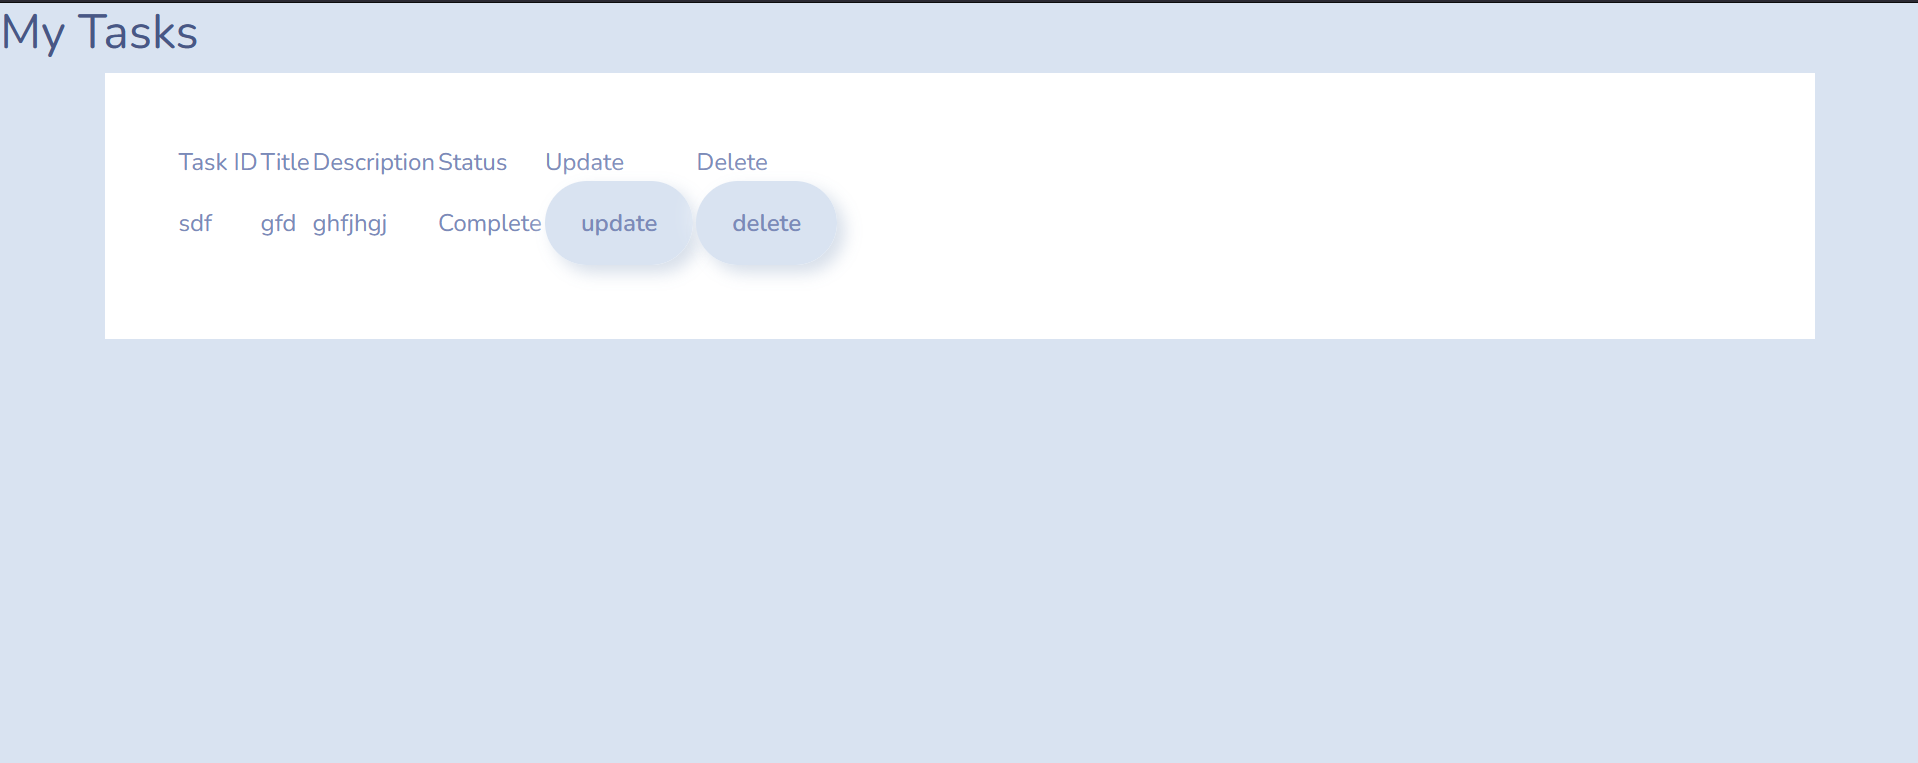 My Tasks
Task ID Title Description Status Update Delete
sdf gfd ghfjhgj Complete update delete